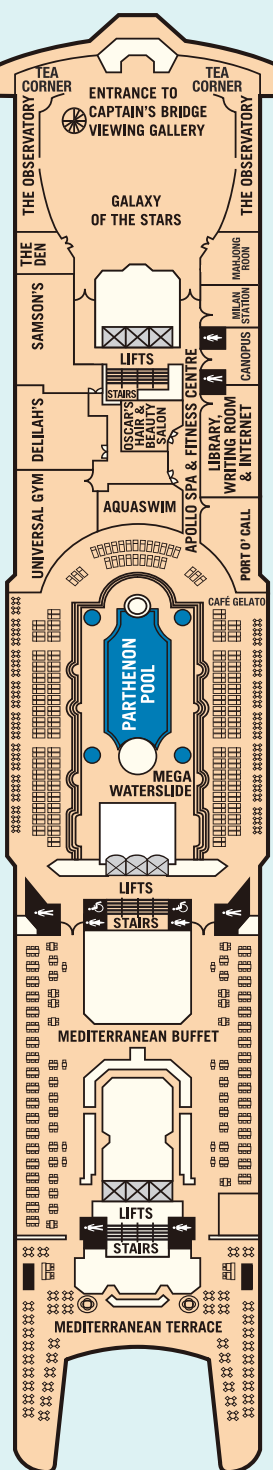 TEA
CORNER
TEA
CORNER
ENTRANCE TO
CAPTAIN'S BRIDGE
VIEWING GALLERY
THE OBSERVATORY
THE OBSERVATORY
GALAXY
OF THE STARS
THE
DEN
MAHJONG
ROON
SAMSON'S
MILAN
STATION
CANOPUS
LIFTS
STAIRS
OSCAR'S
HAIR &
BEAUTY
SALON
APOLLO SPA & FITNESS CENTRE
LIBRARY,
WRITING ROOM
& INTERNET
DELILAH'S
UNIVERSAL GYM
AQUASWIM
PORT O' CALL
CAFÉ GELATO
PARTHENON
POOL
MEGA
WATERSLIDE
LIFTS
STAIRS
MEDITERRANEAN BUFFET
LIFTS
STAIRS
MEDITERRANEAN TERRACE